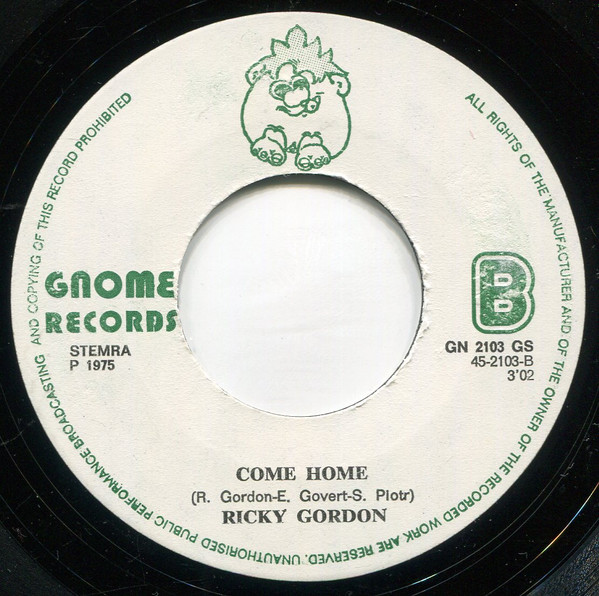 ALL RIGHTS OF THE MANUFACTURER AND OF THE OWNER OF THE RECORDED WORK ARE RESERVED. UNAUTHORISED PUBLIC PERFORMANCE BROADCASTING AND COPYING OF THIS RECORD PROHIBITED
GNOME
RECORDS
STEMRA
P 1975
B
GN 2103 GS
45-2103-B
3'02
COME HOME
(R. Gordon-E. Govert-S. Piotr)
RICKY GORDON